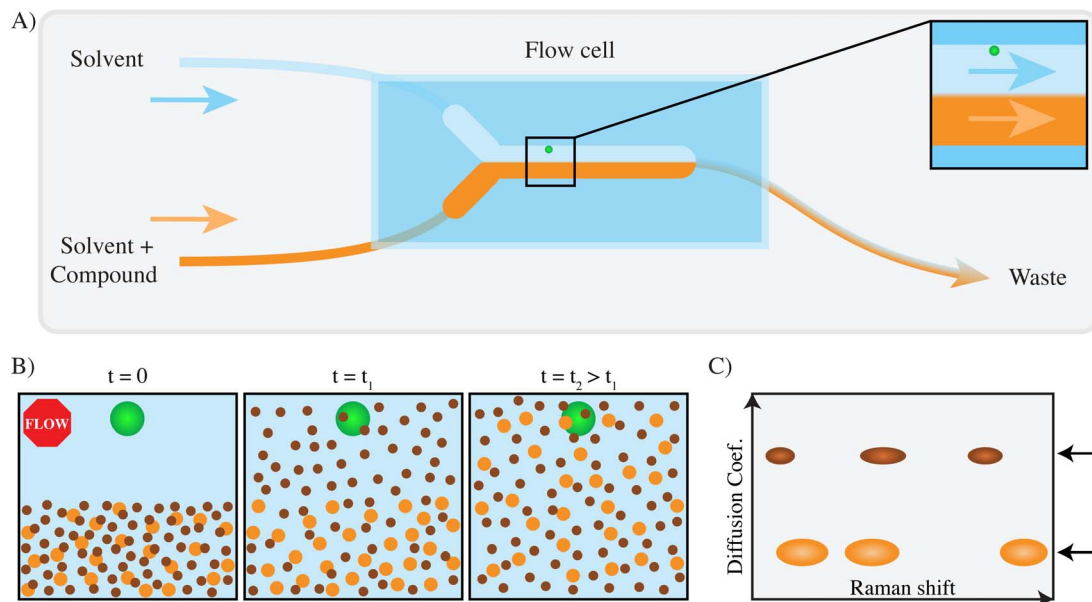 A)
Solvent
Flow cell
Solvent +
Compound
Waste
B)
t = 0
t = t₁
t = t₂ > t₁
FLOW
C)
Diffusion Coef.
Raman shift